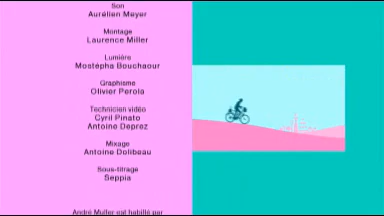 Son
Aurélien Meyer
Montage
Laurence Miller
Lumière
Mostépha Bouchaour
Graphisme
Olivier Perola
Technicien vidéo
Cyril Pinato
Antoine Deprez
Mixage
Antoine Dolibeau
Sous-titrage
Seppia
André Muller est habillé par